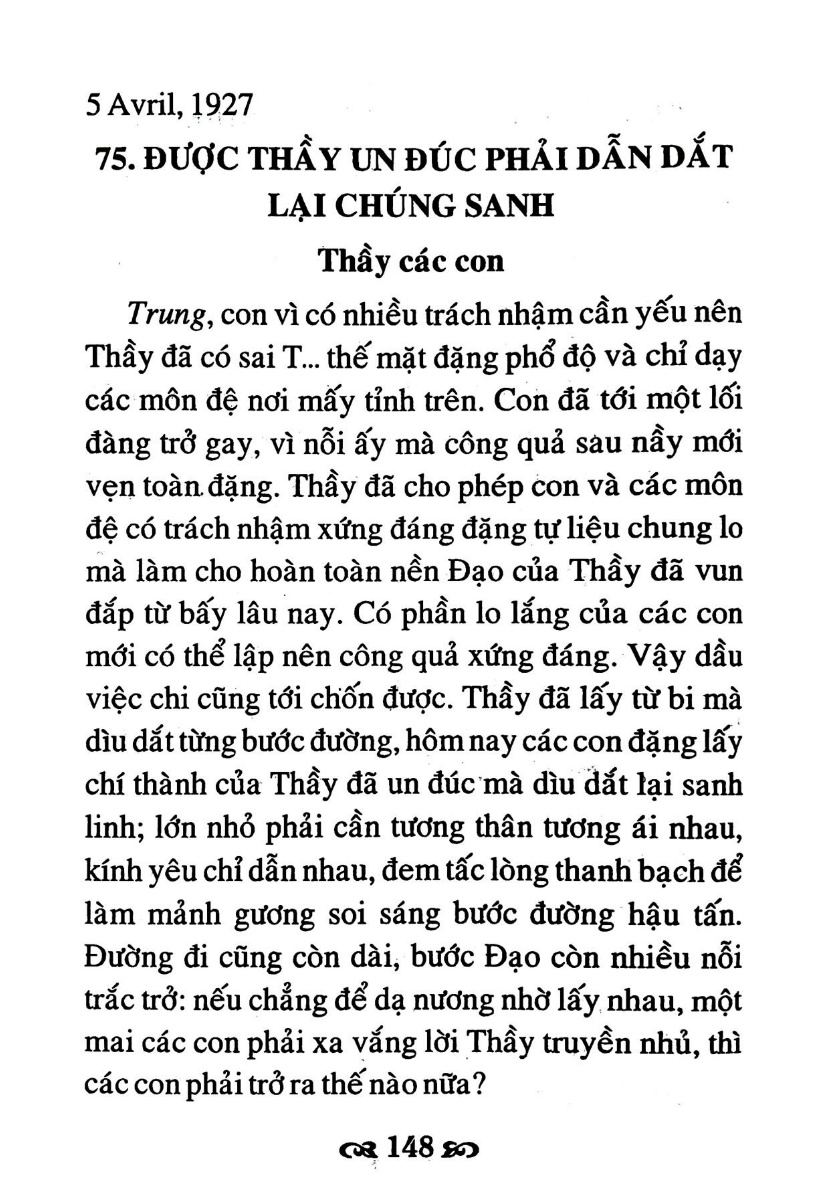 5 Avril, 1927
75. ĐƯỢC THẦY UN ĐÚC PHẢI DẪN DẮT
LẠI CHÚNG SANH
Thầy các con
Trung, con vì có nhiều trách nhậm cần yếu nên
Thầy đã có sai T... thế mặt đặng phổ độ và chỉ dạy
các môn đệ nơi mấy tỉnh trên. Con đã tới một lối
đàng trở gay, vì nỗi ấy mà công quả sau nầy mới
vẹn toàn đặng. Thầy đã cho phép con và các môn
đệ có trách nhậm xứng đáng đặng tự liệu chung lo
mà làm cho hoàn toàn nền Đạo của Thầy đã vun
đắp từ bấy lâu nay. Có phần lo lắng của các con
mới có thể lập nên công quả xứng đáng. Vậy dầu
việc chi cũng tới chốn được. Thầy đã lấy từ bi mà
dìu dắt từng bước đường, hôm nay các con đặng lấy
chí thành của Thầy đã un đúc mà dìu dắt lại sanh
linh; lớn nhỏ phải cần tương thân tương ái nhau,
kính yêu chỉ dẫn nhau, đem tấc lòng thanh bạch để
làm mảnh gương soi sáng bước đường hậu tấn.
Đường đi cũng còn dài, bước Đạo còn nhiều nỗi
trắc trở: nếu chẳng để dạ nương nhờ lấy nhau, một
mai các con phải xa vắng lời Thầy truyền nhủ, thì
các con phải trở ra thế nào nữa?
148